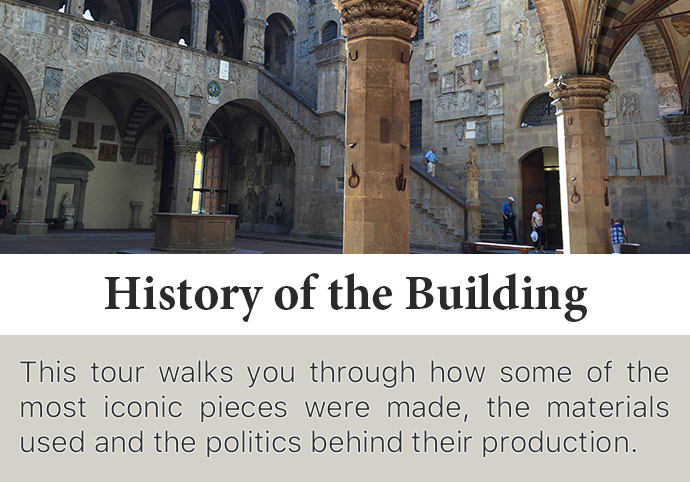 History of the Building
This tour walks you through how some of the
most iconic pieces were made, the materials
used and the politics behind their production.